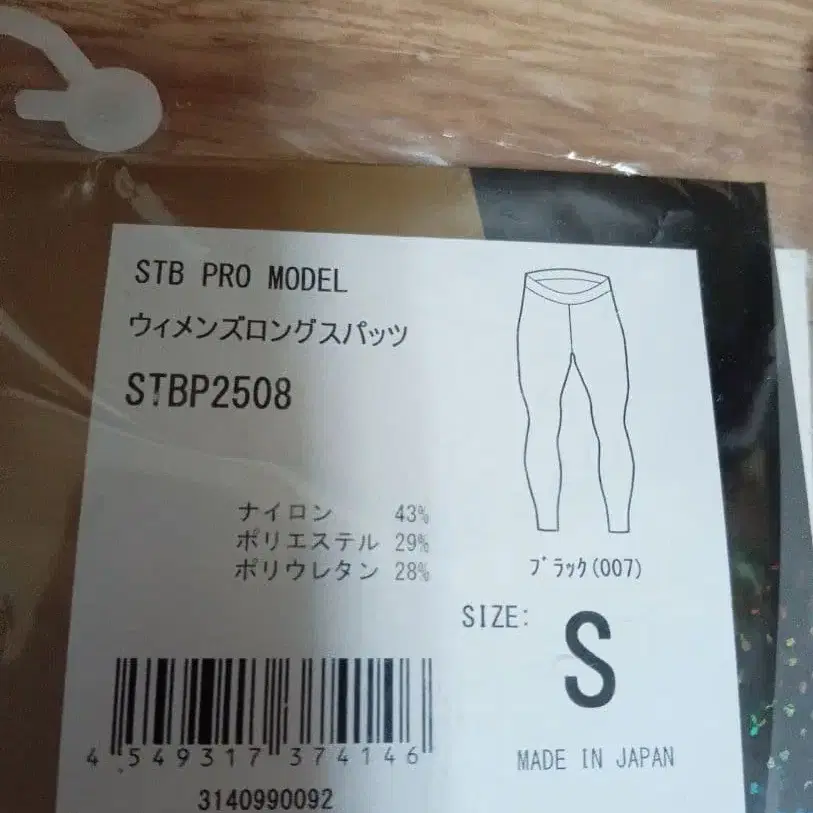 STB PRO MODEL
ウィメンズロングスパッツ
STBP2508
ナイロン 43%
ポリエステル 29%
ポリウレタン 28%
ﾌﾞﾗｯｸ(007)
SIZE: S
4 549317 374146
MADE IN JAPAN
3140990092